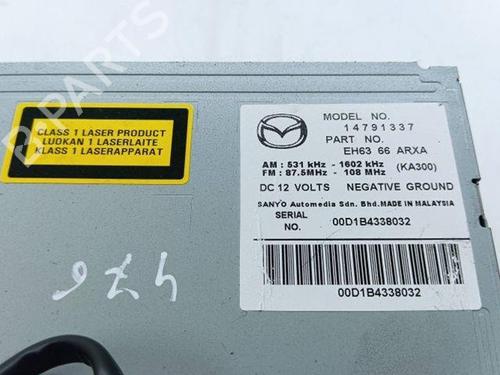 CLASS 1 LASER PRODUCT
LUOKAN 1 LASERLAITE
KLASS 1 LASERAPPARAT
MODEL NO.
14791337
PART NO.
EH63 66 ARXA
AM : 531 kHz - 1602 kHz (KA300)
FM : 87.5MHz - 108 MHz
DC 12 VOLTS NEGATIVE GROUND
SANYO Automedia Sdn. Bhd.MADE IN MALAYSIA
SERIAL NO. 00D1B4338032
00D1B4338032
476
B-PARTS